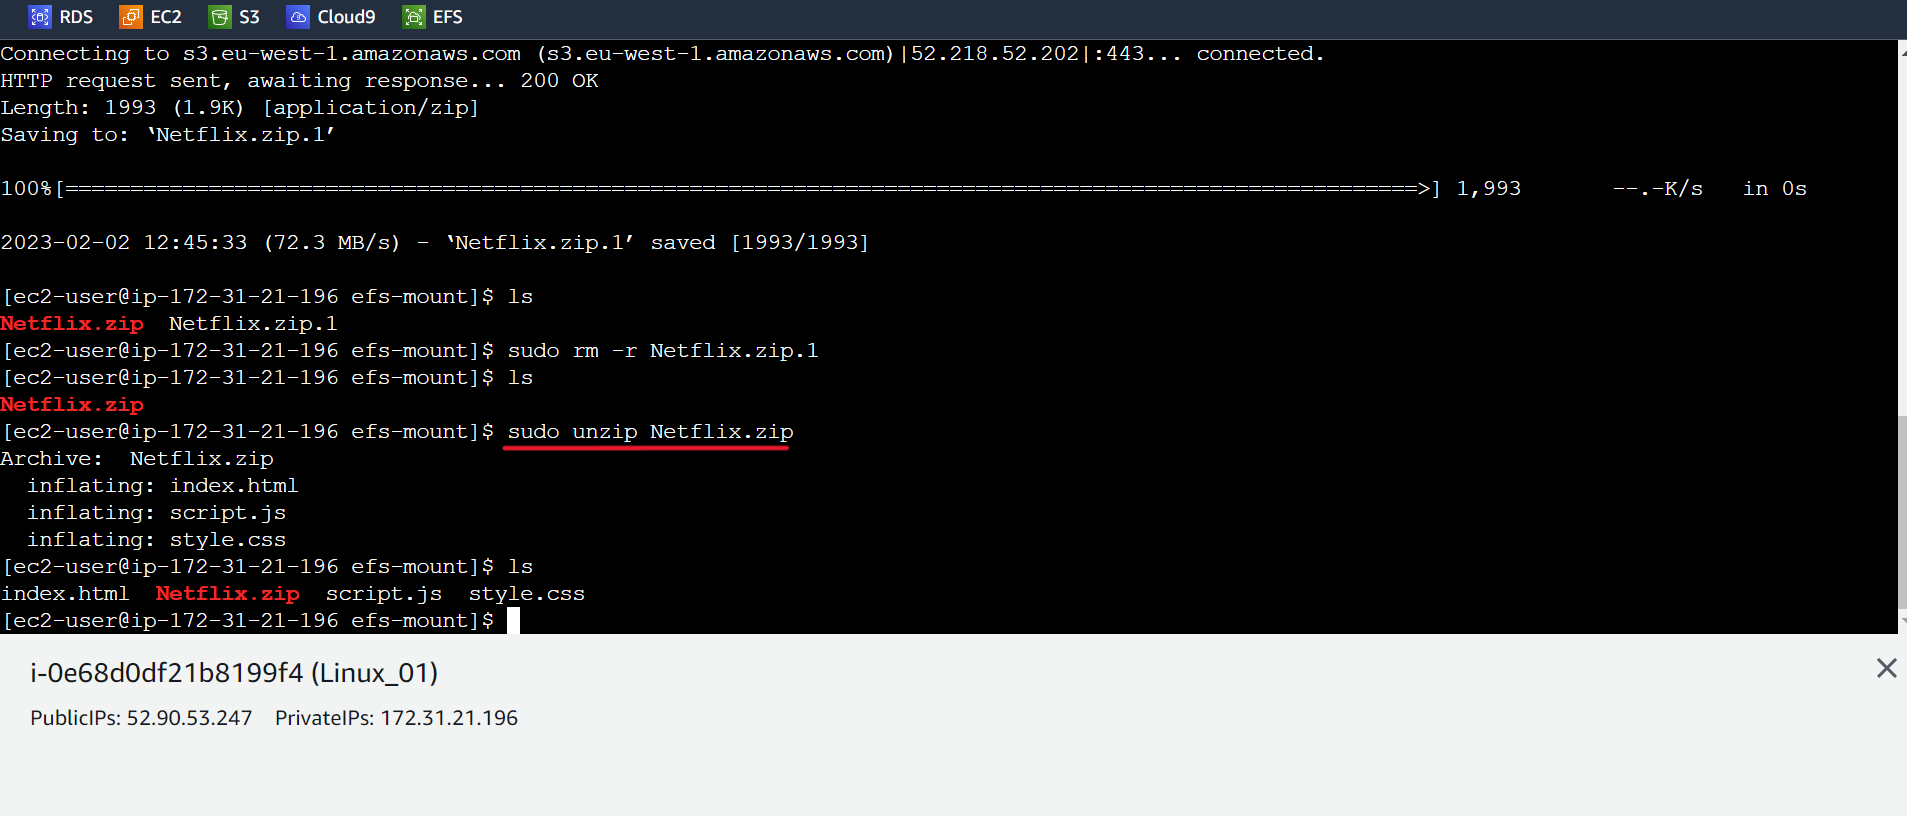 RDS EC2 S3 Cloud9 EFS
Connecting to s3.eu-west-1.amazonaws.com (s3.eu-west-1.amazonaws.com)|52.218.52.202|:443... connected.
HTTP request sent, awaiting response... 200 OK
Length: 1993 (1.9K) [application/zip]
Saving to: ‘Netflix.zip.1’
100%[========================================================================================================>] 1,993 --.-K/s in 0s
2023-02-02 12:45:33 (72.3 MB/s) - ‘Netflix.zip.1’ saved [1993/1993]
[ec2-user@ip-172-31-21-196 efs-mount]$ ls
Netflix.zip Netflix.zip.1
[ec2-user@ip-172-31-21-196 efs-mount]$ sudo rm -r Netflix.zip.1
[ec2-user@ip-172-31-21-196 efs-mount]$ ls
Netflix.zip
[ec2-user@ip-172-31-21-196 efs-mount]$ sudo unzip Netflix.zip
Archive: Netflix.zip
inflating: index.html
inflating: script.js
inflating: style.css
[ec2-user@ip-172-31-21-196 efs-mount]$ ls
index.html Netflix.zip script.js style.css
[ec2-user@ip-172-31-21-196 efs-mount]$
i-0e68d0df21b8199f4 (Linux_01)
PublicIPs: 52.90.53.247 PrivateIPs: 172.31.21.196